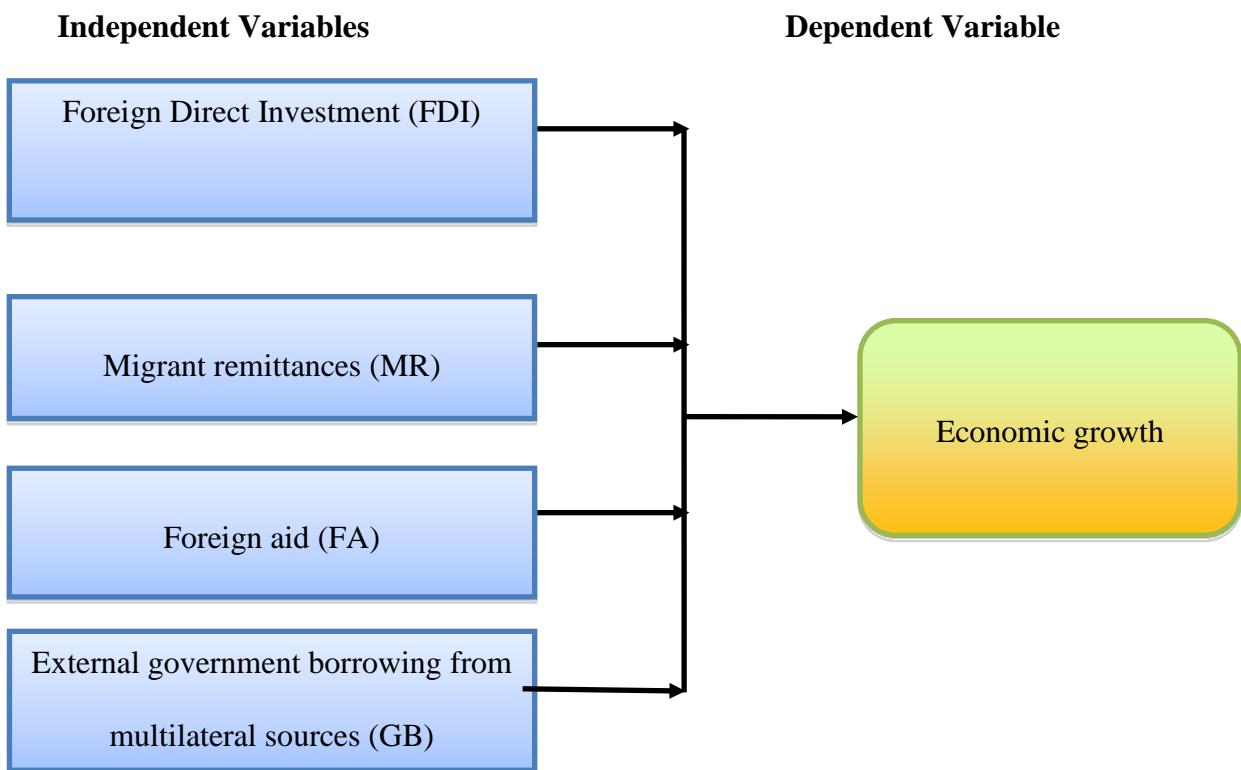 Independent Variables
Dependent Variable
Foreign Direct Investment (FDI)
Migrant remittances (MR)
Economic growth
Foreign aid (FA)
External government borrowing from
multilateral sources (GB)